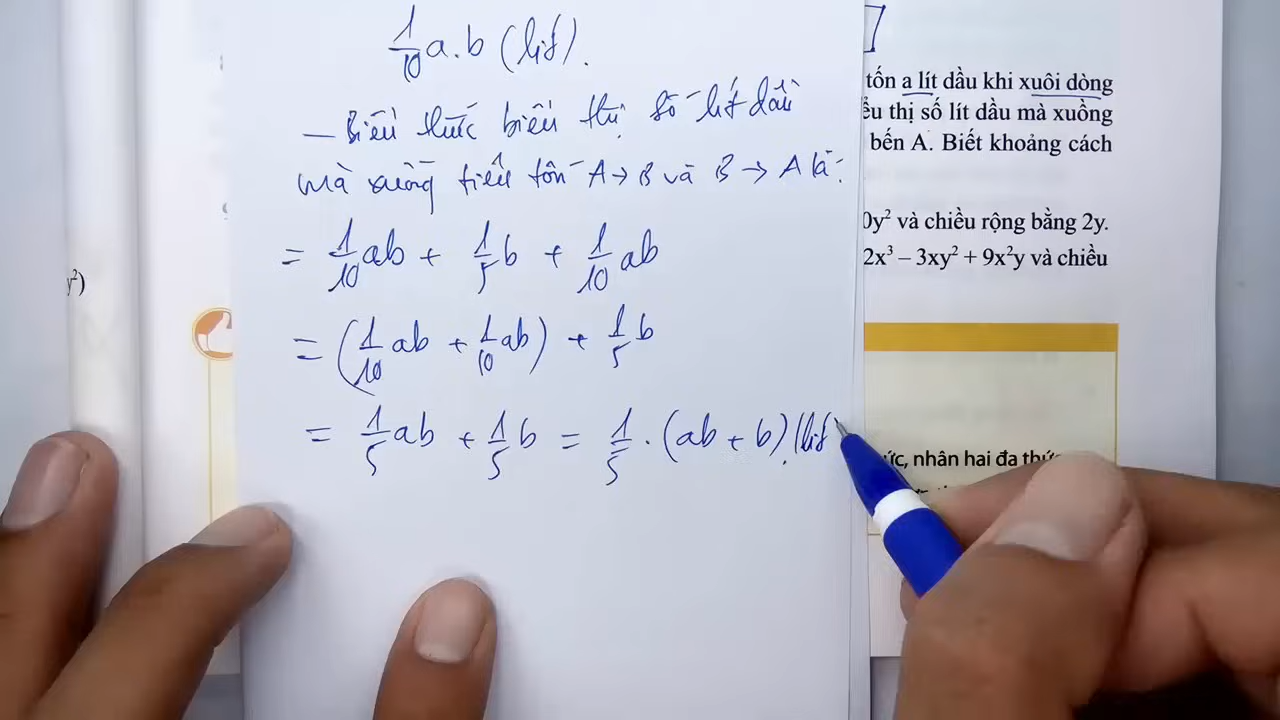 1/10 a.b (lít).
tốn a lít dầu khi xuôi dòng
ểu thị số lít dầu mà xuồng
bến A. Biết khoảng cách
– Biểu thức biểu thị số lít dầu
mà xuồng tiêu tốn A → B và B → A là:
0y² và chiều rộng bằng 2y.
2x³ – 3xy² + 9x²y và chiều
y²)
= 1/10 ab + 1/5 b + 1/10 ab
= (1/10 ab + 1/10 ab) + 1/5 b
= 1/5 ab + 1/5 b = 1/5 . (ab + b) (lít
ức, nhân hai đa thức